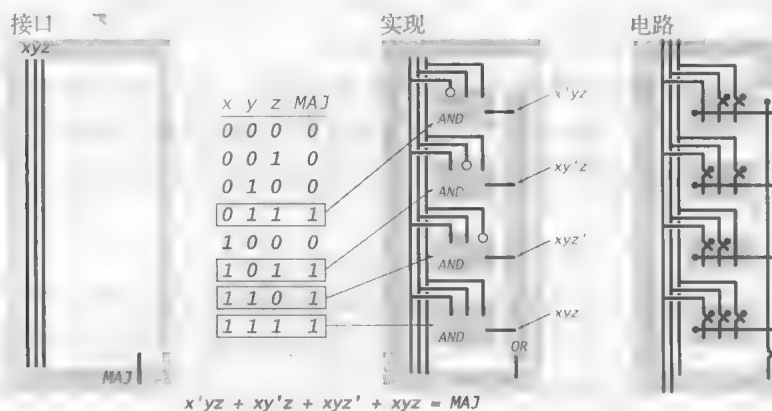 接口
xyz
MAJ
x y z MAJ
0 0 0 0
0 0 1 0
0 1 0 0
0 1 1 1
1 0 0 0
1 0 1 1
1 1 0 1
1 1 1 1
实现
AND
x'yz
AND
xy'z
AND
xyz'
AND
xyz
OR
电路
x'yz + xy'z + xyz' + xyz = MAJ